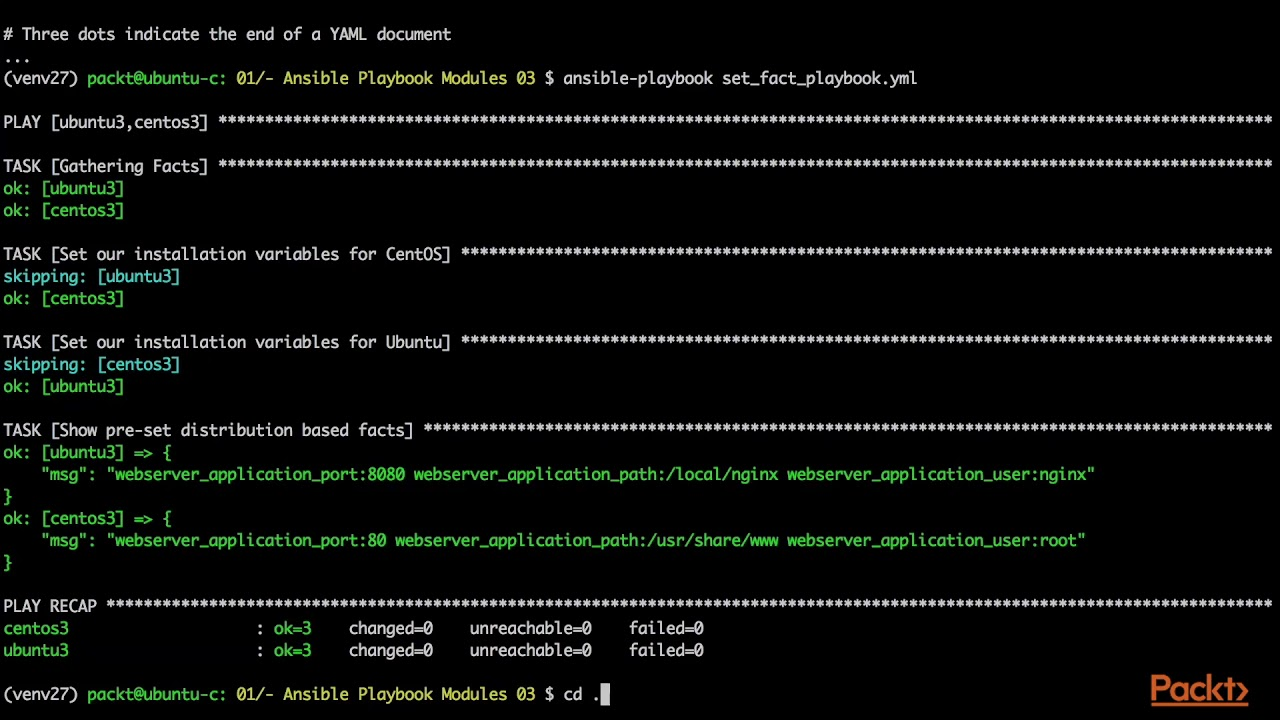 # Three dots indicate the end of a YAML document
...
(venv27) packt@ubuntu-c: 01/- Ansible Playbook Modules 03 $ ansible-playbook set_fact_playbook.yml
PLAY [ubuntu3,centos3] ****************************************************************************************************************
TASK [Gathering Facts] ****************************************************************************************************************
ok: [ubuntu3]
ok: [centos3]
TASK [Set our installation variables for CentOS] ***************************************************************************************
skipping: [ubuntu3]
ok: [centos3]
TASK [Set our installation variables for Ubuntu] ***************************************************************************************
skipping: [centos3]
ok: [ubuntu3]
TASK [Show pre-set distribution based facts] *******************************************************************************************
ok: [ubuntu3] => {
    "msg": "webserver_application_port:8080 webserver_application_path:/local/nginx webserver_application_user:nginx"
}
ok: [centos3] => {
    "msg": "webserver_application_port:80 webserver_application_path:/usr/share/www webserver_application_user:root"
}
PLAY RECAP ****************************************************************************************************************************
centos3                    : ok=3    changed=0    unreachable=0    failed=0
ubuntu3                    : ok=3    changed=0    unreachable=0    failed=0
(venv27) packt@ubuntu-c: 01/- Ansible Playbook Modules 03 $ cd .
Packt>